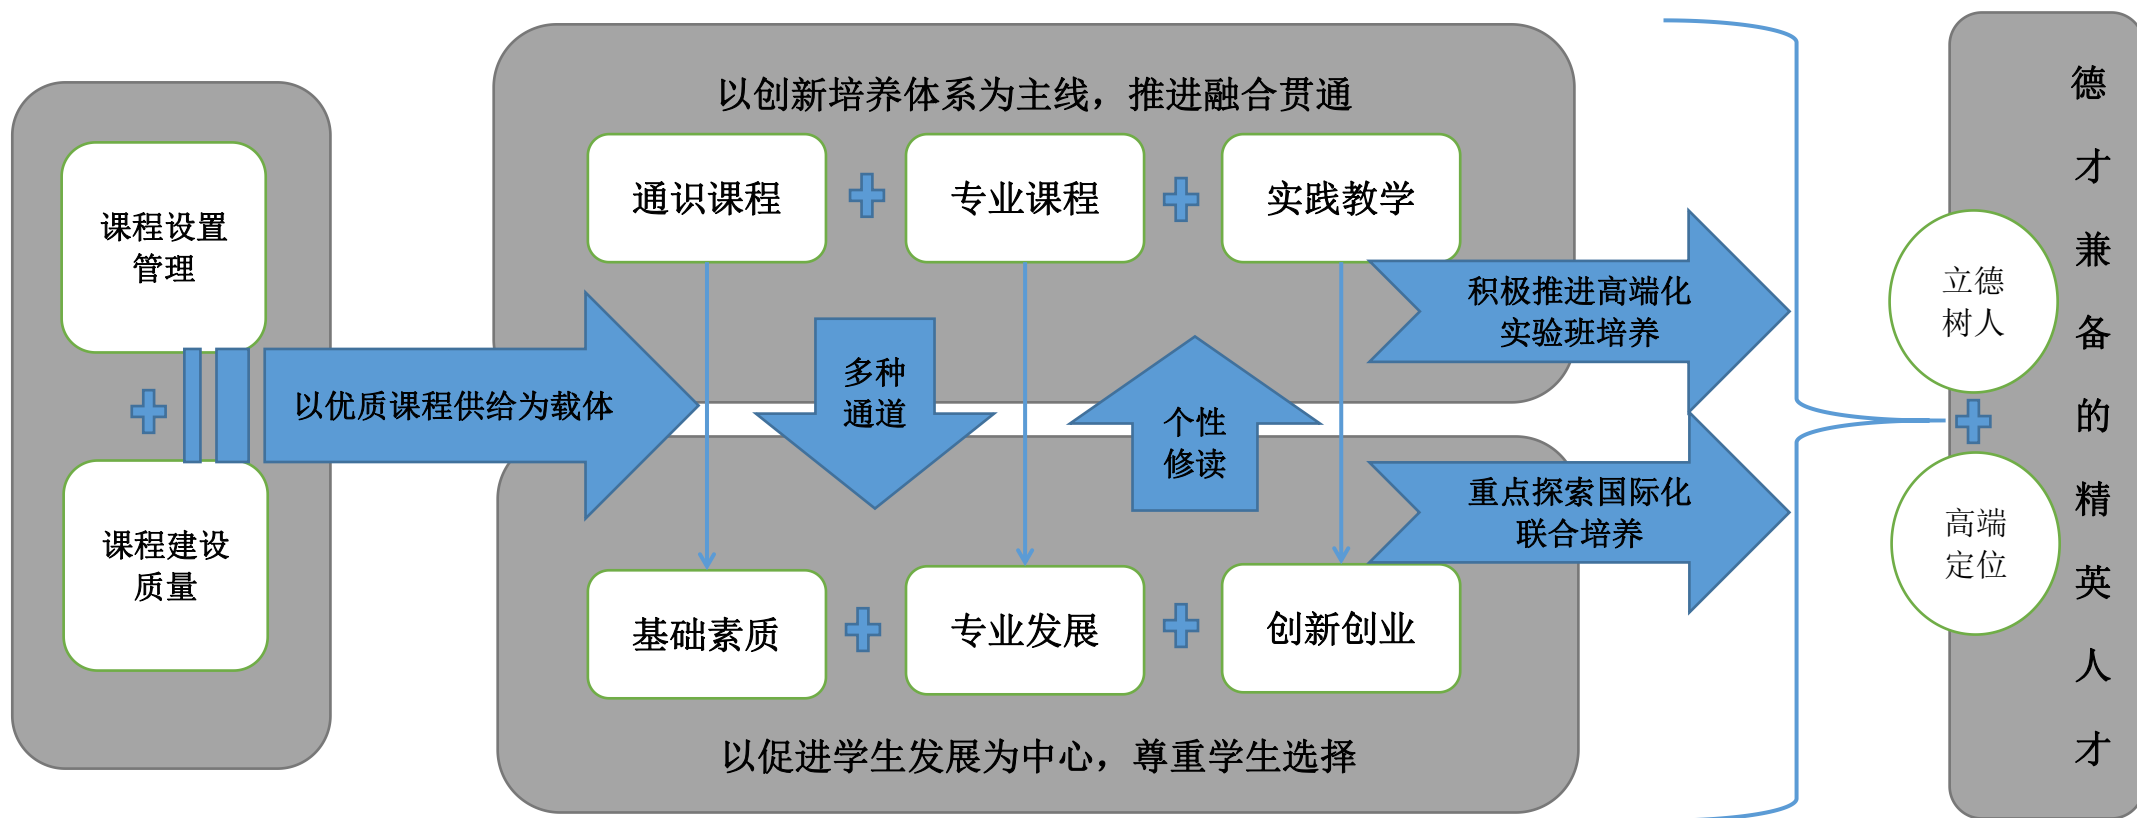 课程设置
管理
课程建设
质量
以优质课程供给为载体
以创新培养体系为主线，推进融合贯通
通识课程
专业课程
实践教学
多种
通道
个性
修读
基础素质
专业发展
创新创业
以促进学生发展为中心，尊重学生选择
积极推进高端化
实验班培养
重点探索国际化
联合培养
立德
树人
高端
定位
德
才
兼
备
的
精
英
人
才